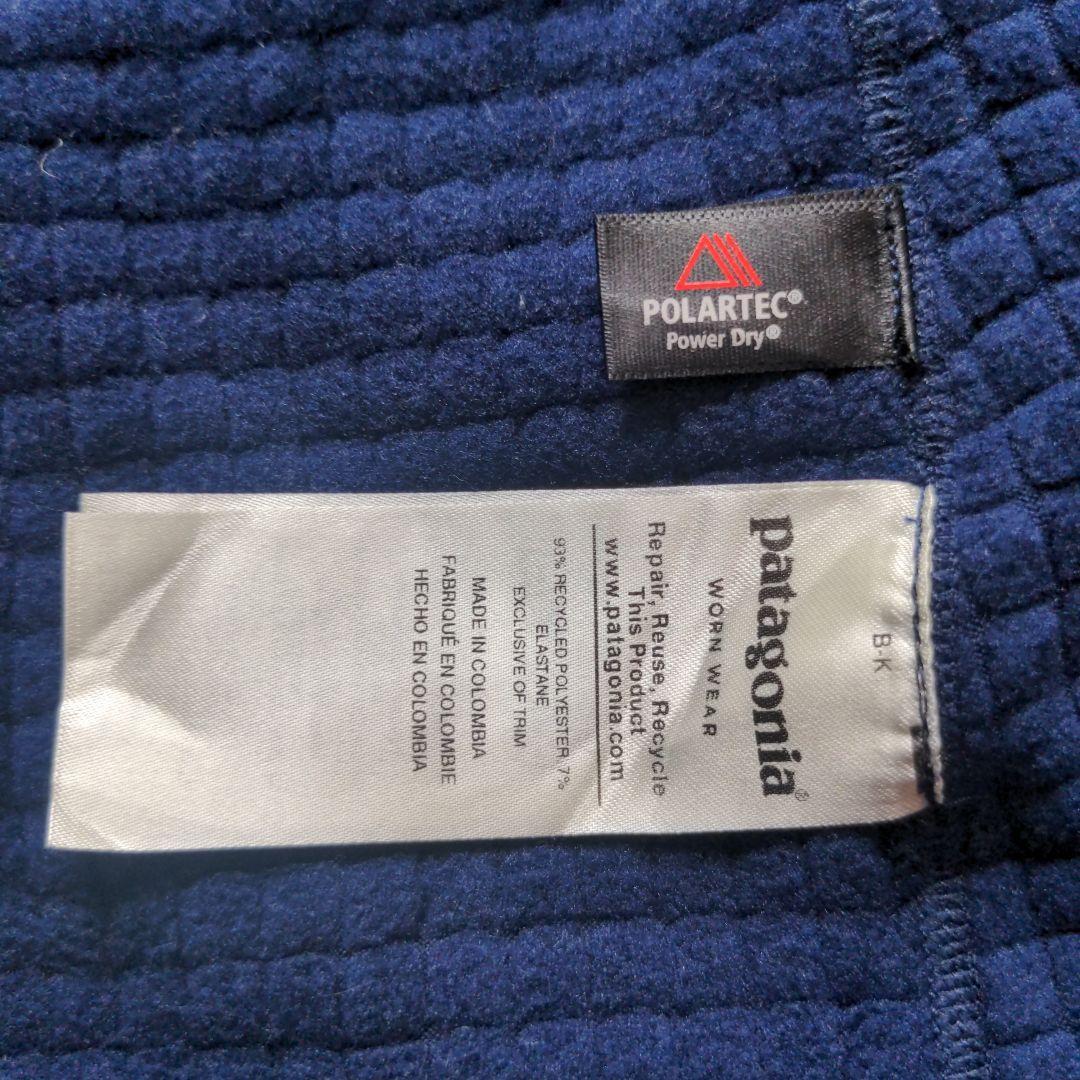 POLARTEC®
Power Dry®
B·K
patagonia®
WORN WEAR
Repair, Reuse, Recycle
This Product
www.patagonia.com
93% RECYCLED POLYESTER 7%
ELASTANE
EXCLUSIVE OF TRIM
MADE IN COLOMBIA
FABRIQUÉ EN COLOMBIE
HECHO EN COLOMBIA